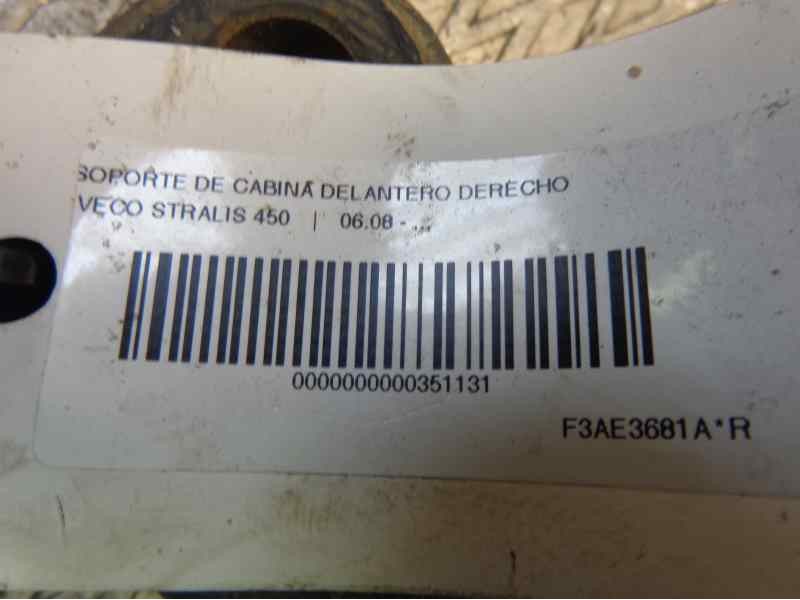 SOPORTE DE CABINA DELANTERO DERECHO
VECO STRALIS 450 | 06.08 - ...
0000000000351131
F3AE3681A*R